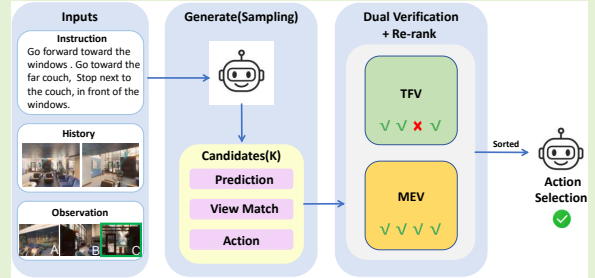 Inputs
Instruction
Go forward toward the
windows . Go toward the
far couch, Stop next to
the couch, in front of the
windows.
History
Observation
A
B
C
Generate(Sampling)
Candidates(K)
Prediction
View Match
Action
Dual Verification
+ Re-rank
TFV
√ √ ✗ √
MEV
√ √ √ √
Sorted
Action
Selection